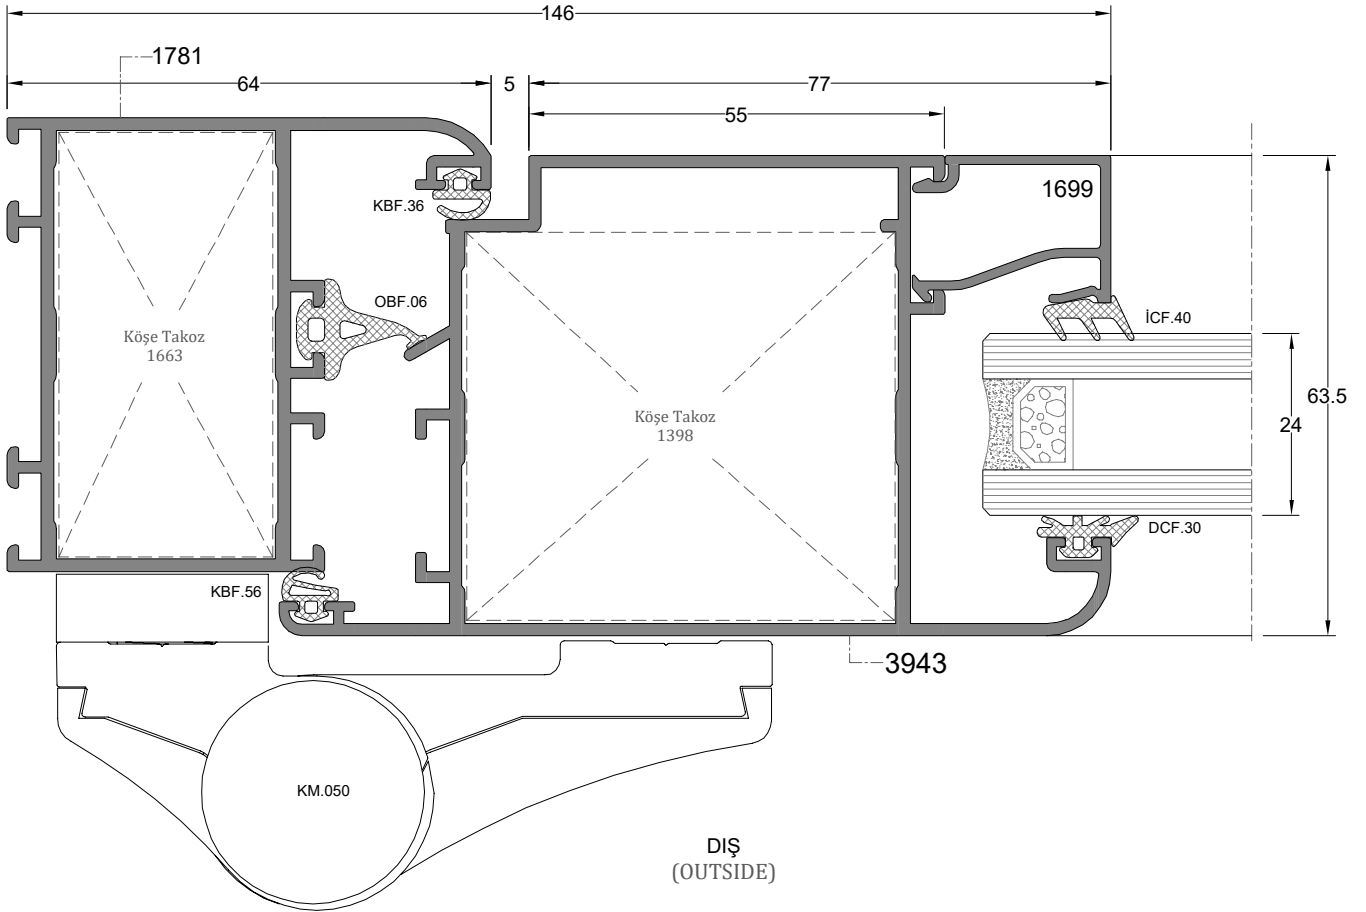 146
1781
64
5
77
55
1699
KBF.36
OBF.06
İCF.40
Köşe Takoz
1663
63.5
24
Köşe Takoz
1398
DCF.30
KBF.56
3943
KM.050
DIŞ
(OUTSIDE)